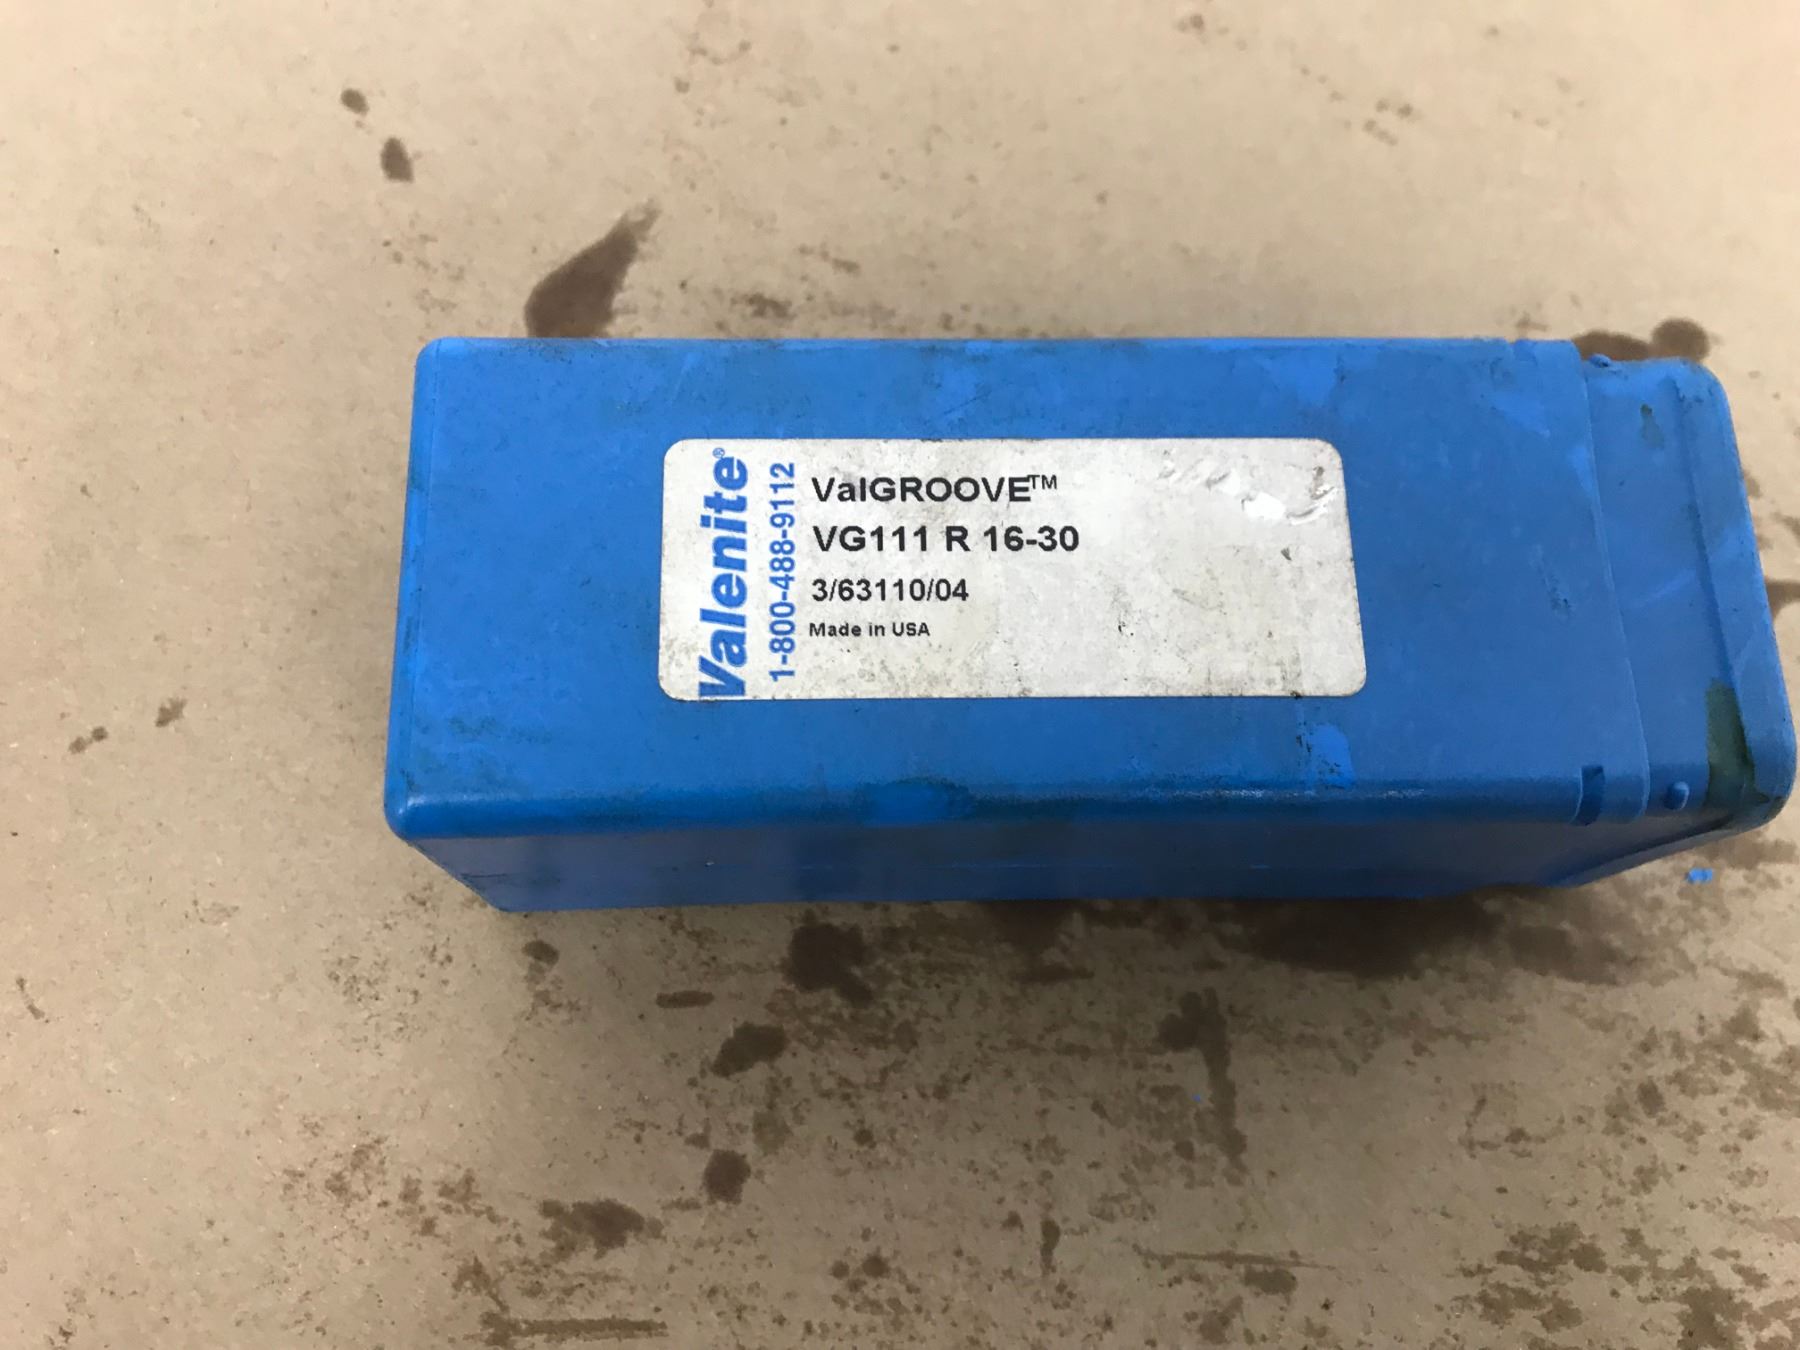 Valenite®
1-800-488-9112
ValGROOVE™
VG111 R 16-30
3/63110/04
Made in USA